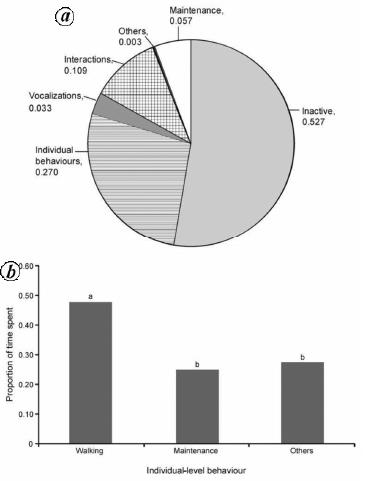 a
Maintenance,
0.057
Others,
0.003
Interactions,
0.109
Vocalizations,
0.033
Inactive,
0.527
Individual
behaviours,
0.270
b
Proportion of time spent
0.60
0.50
0.40
0.30
0.20
0.10
0
a
b
b
Walking
Maintenance
Others
Individual-level behaviour